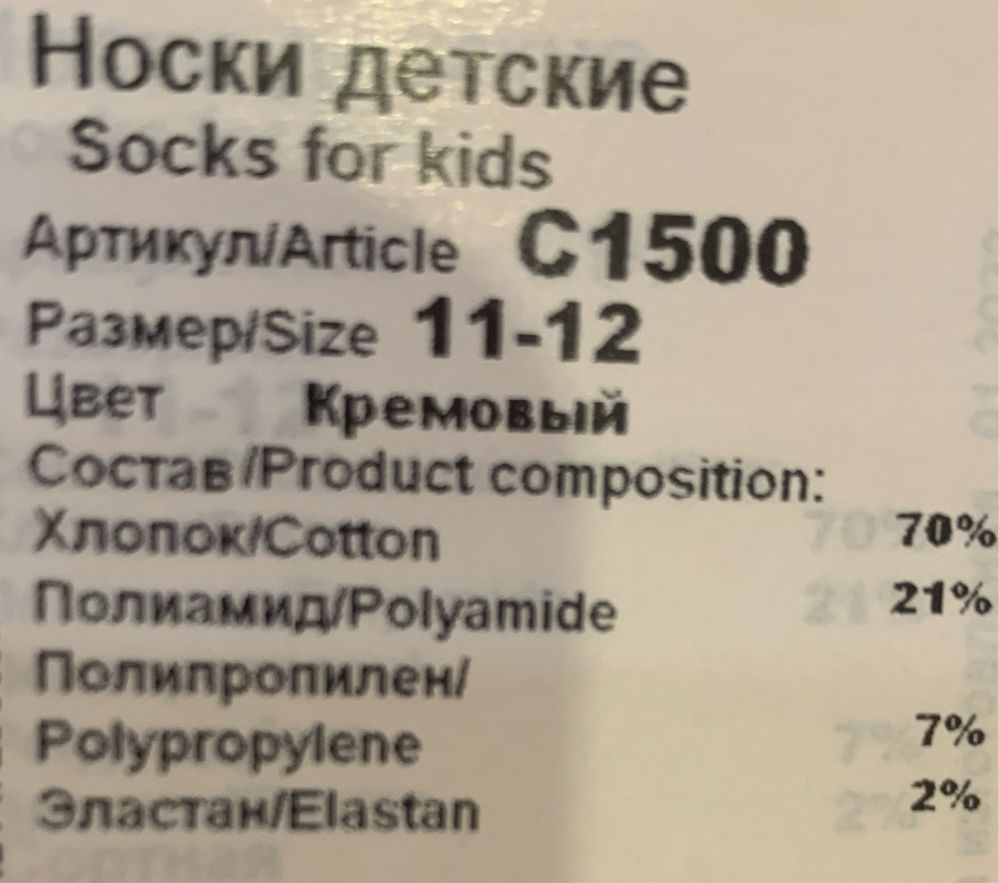 Носки детские
Socks for kids
Артикул/Article С1500
Размер/Size 11-12
Цвет Кремовый
Состав/Product composition:
Хлопок/Cotton 70%
Полиамид/Polyamide 21%
Полипропилен/
Polypropylene 7%
Эластан/Elastan 2%